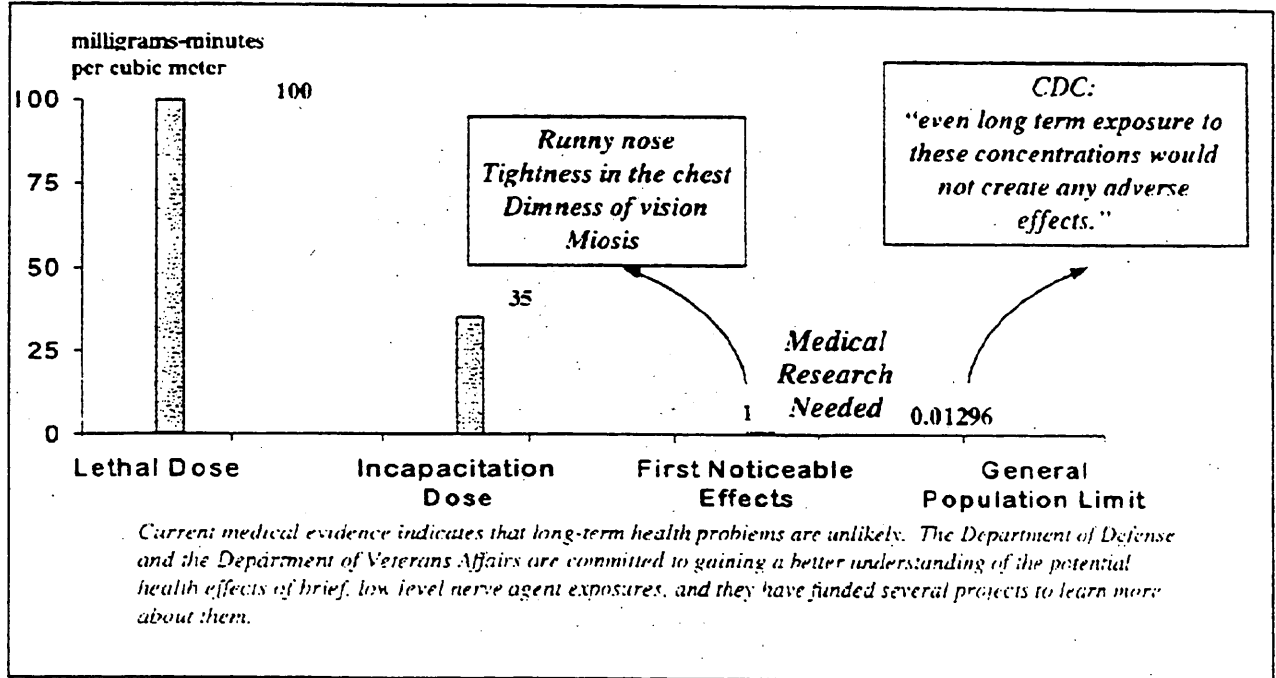 milligrams-minutes
per cubic meter
100
100
75
50
25
0
35
1
0.01296
Runny nose
Tightness in the chest
Dimness of vision
Miosis
CDC:
"even long term exposure to
these concentrations would
not create any adverse
effects."
Medical
Research
Needed
Lethal Dose
Incapacitation
Dose
First Noticeable
Effects
General
Population Limit
Current medical evidence indicates that long-term health problems are unlikely. The Department of Defense
and the Department of Veterans Affairs are committed to gaining a better understanding of the potential
health effects of brief, low level nerve agent exposures, and they have funded several projects to learn more
about them.